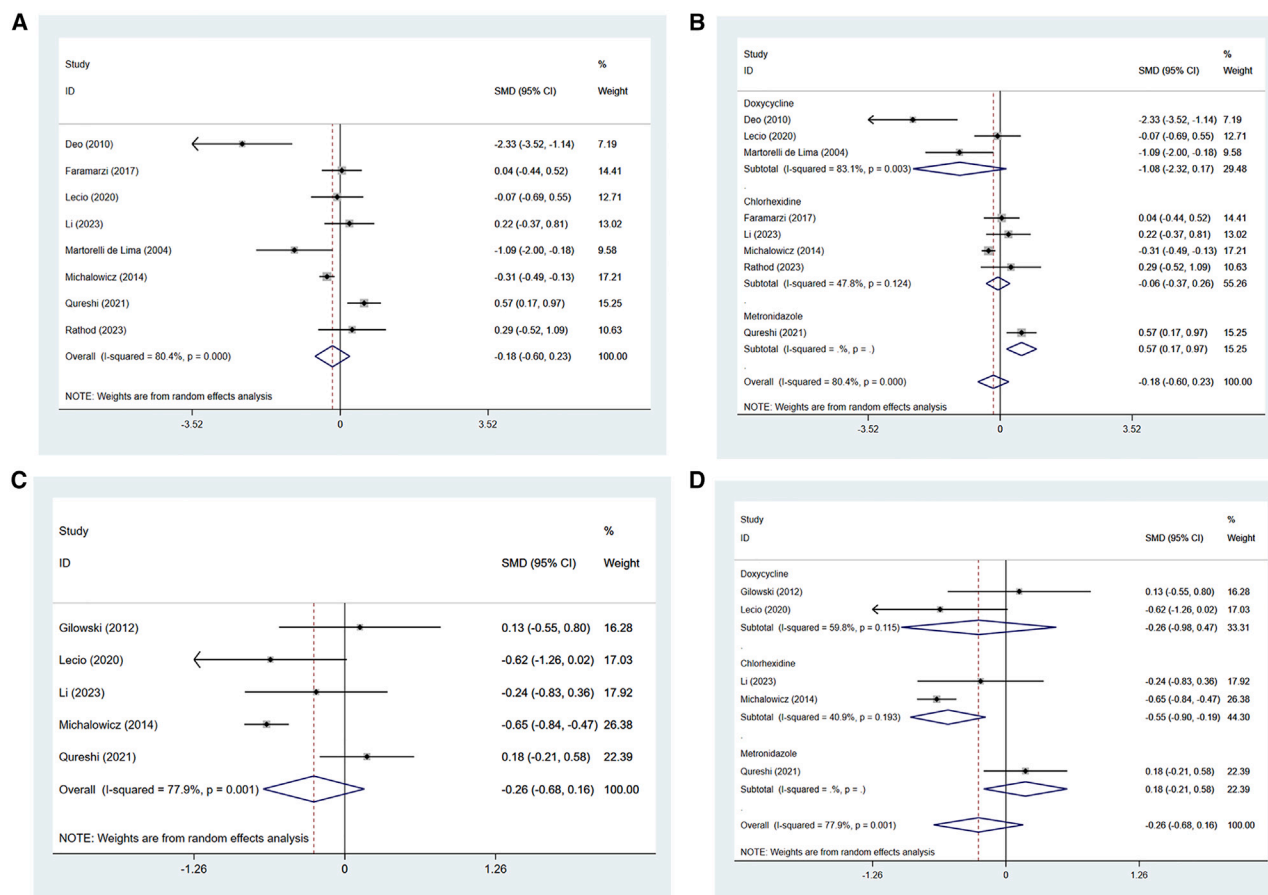 A
Study %
ID SMD (95% CI) Weight
Deo (2010) -2.33 (-3.52, -1.14) 7.19
Faramarzi (2017) 0.04 (-0.44, 0.52) 14.41
Lecio (2020) -0.07 (-0.69, 0.55) 12.71
Li (2023) 0.22 (-0.37, 0.81) 13.02
Martorelli de Lima (2004) -1.09 (-2.00, -0.18) 9.58
Michalowicz (2014) -0.31 (-0.49, -0.13) 17.21
Qureshi (2021) 0.57 (0.17, 0.97) 15.25
Rathod (2023) 0.29 (-0.52, 1.09) 10.63
Overall (I-squared = 80.4%, p = 0.000) -0.18 (-0.60, 0.23) 100.00
NOTE: Weights are from random effects analysis
-3.52 0 3.52
B
Study %
ID SMD (95% CI) Weight
Doxycycline
Deo (2010) -2.33 (-3.52, -1.14) 7.19
Lecio (2020) -0.07 (-0.69, 0.55) 12.71
Martorelli de Lima (2004) -1.09 (-2.00, -0.18) 9.58
Subtotal (I-squared = 83.1%, p = 0.003) -1.08 (-2.32, 0.17) 29.48
.
Chlorhexidine
Faramarzi (2017) 0.04 (-0.44, 0.52) 14.41
Li (2023) 0.22 (-0.37, 0.81) 13.02
Michalowicz (2014) -0.31 (-0.49, -0.13) 17.21
Rathod (2023) 0.29 (-0.52, 1.09) 10.63
Subtotal (I-squared = 47.8%, p = 0.124) -0.06 (-0.37, 0.26) 55.26
.
Metronidazole
Qureshi (2021) 0.57 (0.17, 0.97) 15.25
Subtotal (I-squared = .%, p = .) 0.57 (0.17, 0.97) 15.25
.
Overall (I-squared = 80.4%, p = 0.000) -0.18 (-0.60, 0.23) 100.00
NOTE: Weights are from random effects analysis
-3.52 0 3.52
C
Study %
ID SMD (95% CI) Weight
Gilowski (2012) 0.13 (-0.55, 0.80) 16.28
Lecio (2020) -0.62 (-1.26, 0.02) 17.03
Li (2023) -0.24 (-0.83, 0.36) 17.92
Michalowicz (2014) -0.65 (-0.84, -0.47) 26.38
Qureshi (2021) 0.18 (-0.21, 0.58) 22.39
Overall (I-squared = 77.9%, p = 0.001) -0.26 (-0.68, 0.16) 100.00
NOTE: Weights are from random effects analysis
-1.26 0 1.26
D
Study %
ID SMD (95% CI) Weight
Doxycycline
Gilowski (2012) 0.13 (-0.55, 0.80) 16.28
Lecio (2020) -0.62 (-1.26, 0.02) 17.03
Subtotal (I-squared = 59.8%, p = 0.115) -0.26 (-0.98, 0.47) 33.31
.
Chlorhexidine
Li (2023) -0.24 (-0.83, 0.36) 17.92
Michalowicz (2014) -0.65 (-0.84, -0.47) 26.38
Subtotal (I-squared = 40.9%, p = 0.193) -0.55 (-0.90, -0.19) 44.30
.
Metronidazole
Qureshi (2021) 0.18 (-0.21, 0.58) 22.39
Subtotal (I-squared = .%, p = .) 0.18 (-0.21, 0.58) 22.39
.
Overall (I-squared = 77.9%, p = 0.001) -0.26 (-0.68, 0.16) 100.00
NOTE: Weights are from random effects analysis
-1.26 0 1.26